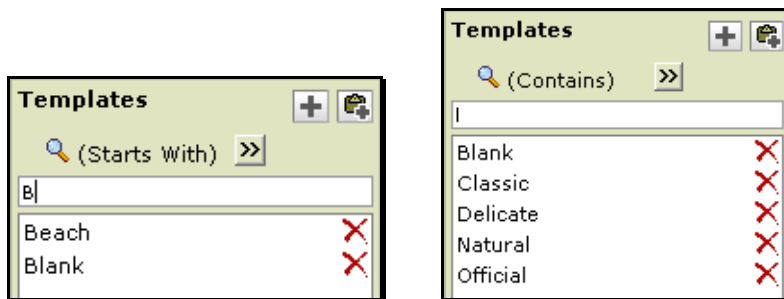 Templates
(Starts With) >>
B
Beach
Blank
Templates
(Contains) >>
l
Blank
Classic
Delicate
Natural
Official